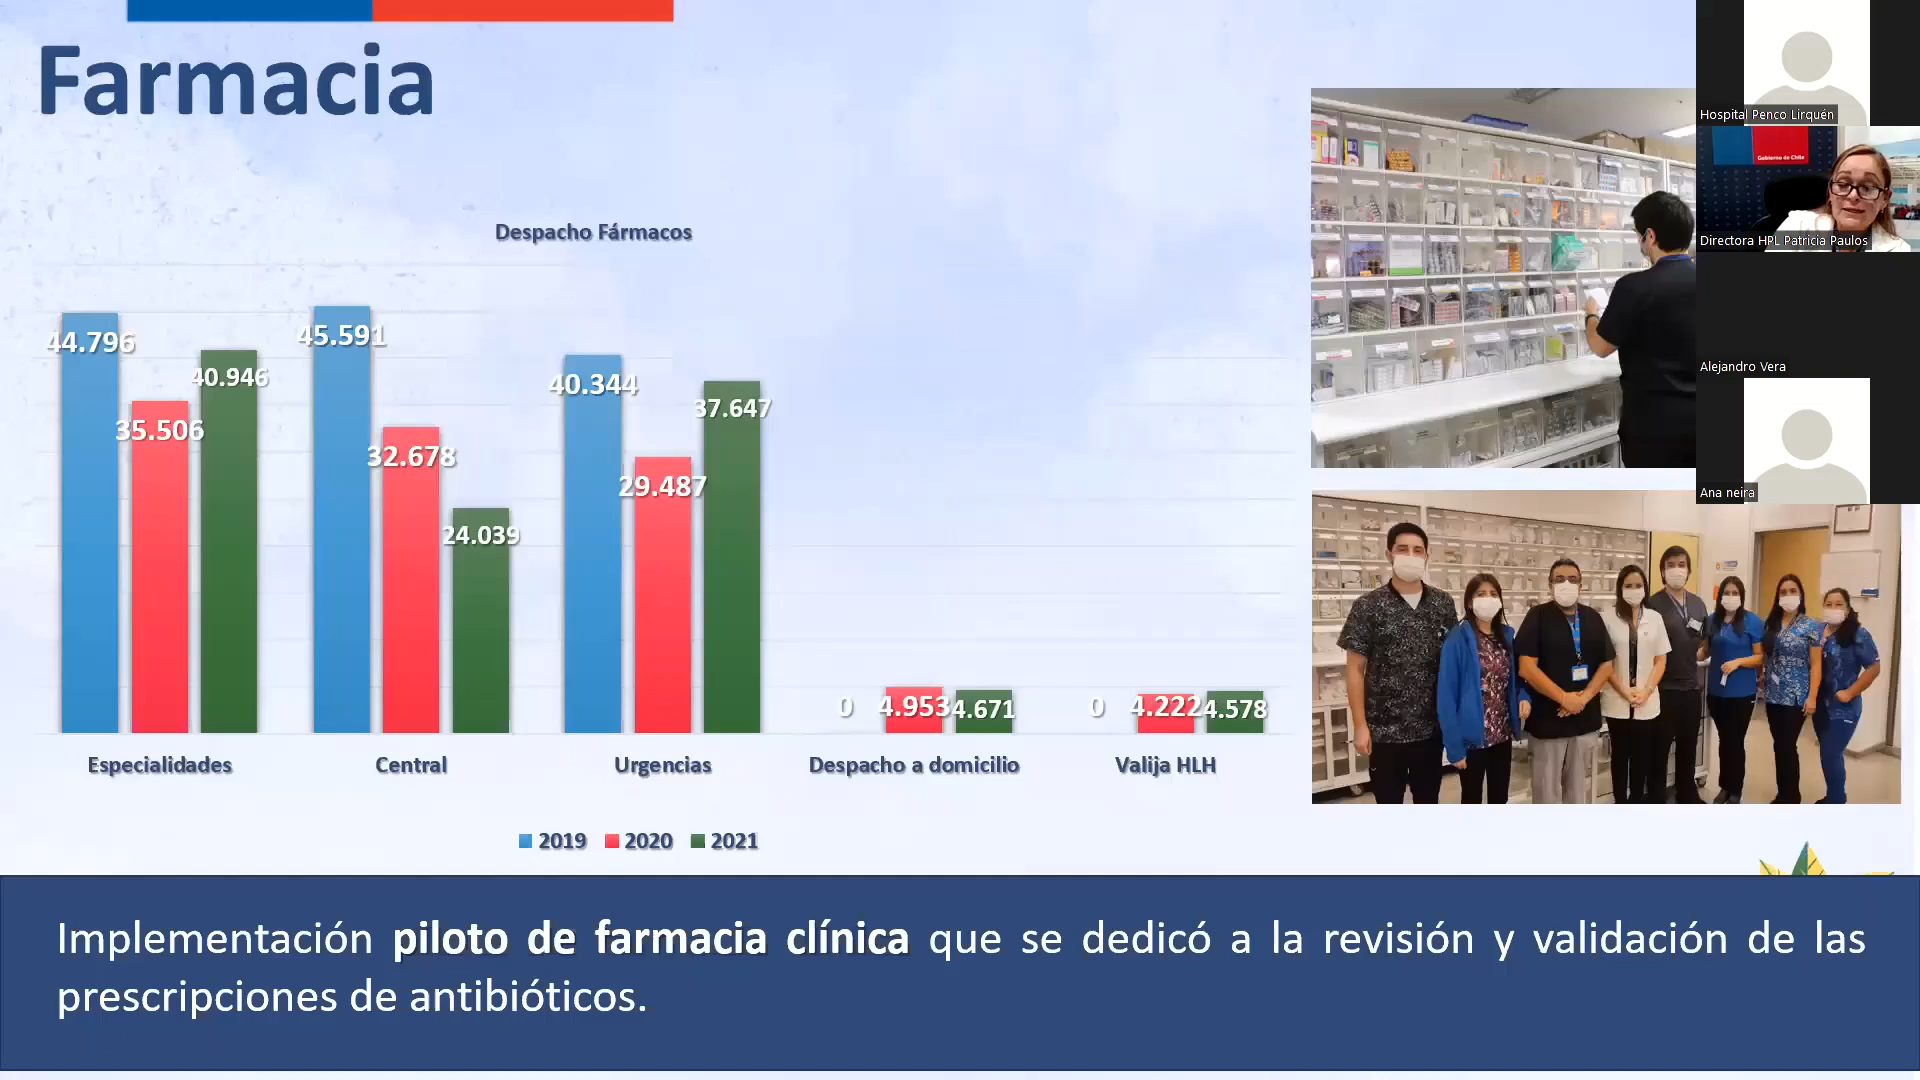 Farmacia
Despacho Fármacos
44.796
35.506
40.946
45.591
32.678
24.039
40.344
29.487
37.647
0
4.953
4.671
0
4.222
4.578
Especialidades
Central
Urgencias
Despacho a domicilio
Valija HLH
2019
2020
2021
Implementación piloto de farmacia clínica que se dedicó a la revisión y validación de las
prescripciones de antibióticos.
Hospital Penco Lirquén
Gobierno de Chile
Directora HPL Patricia Paulos
Alejandro Vera
Ana neira